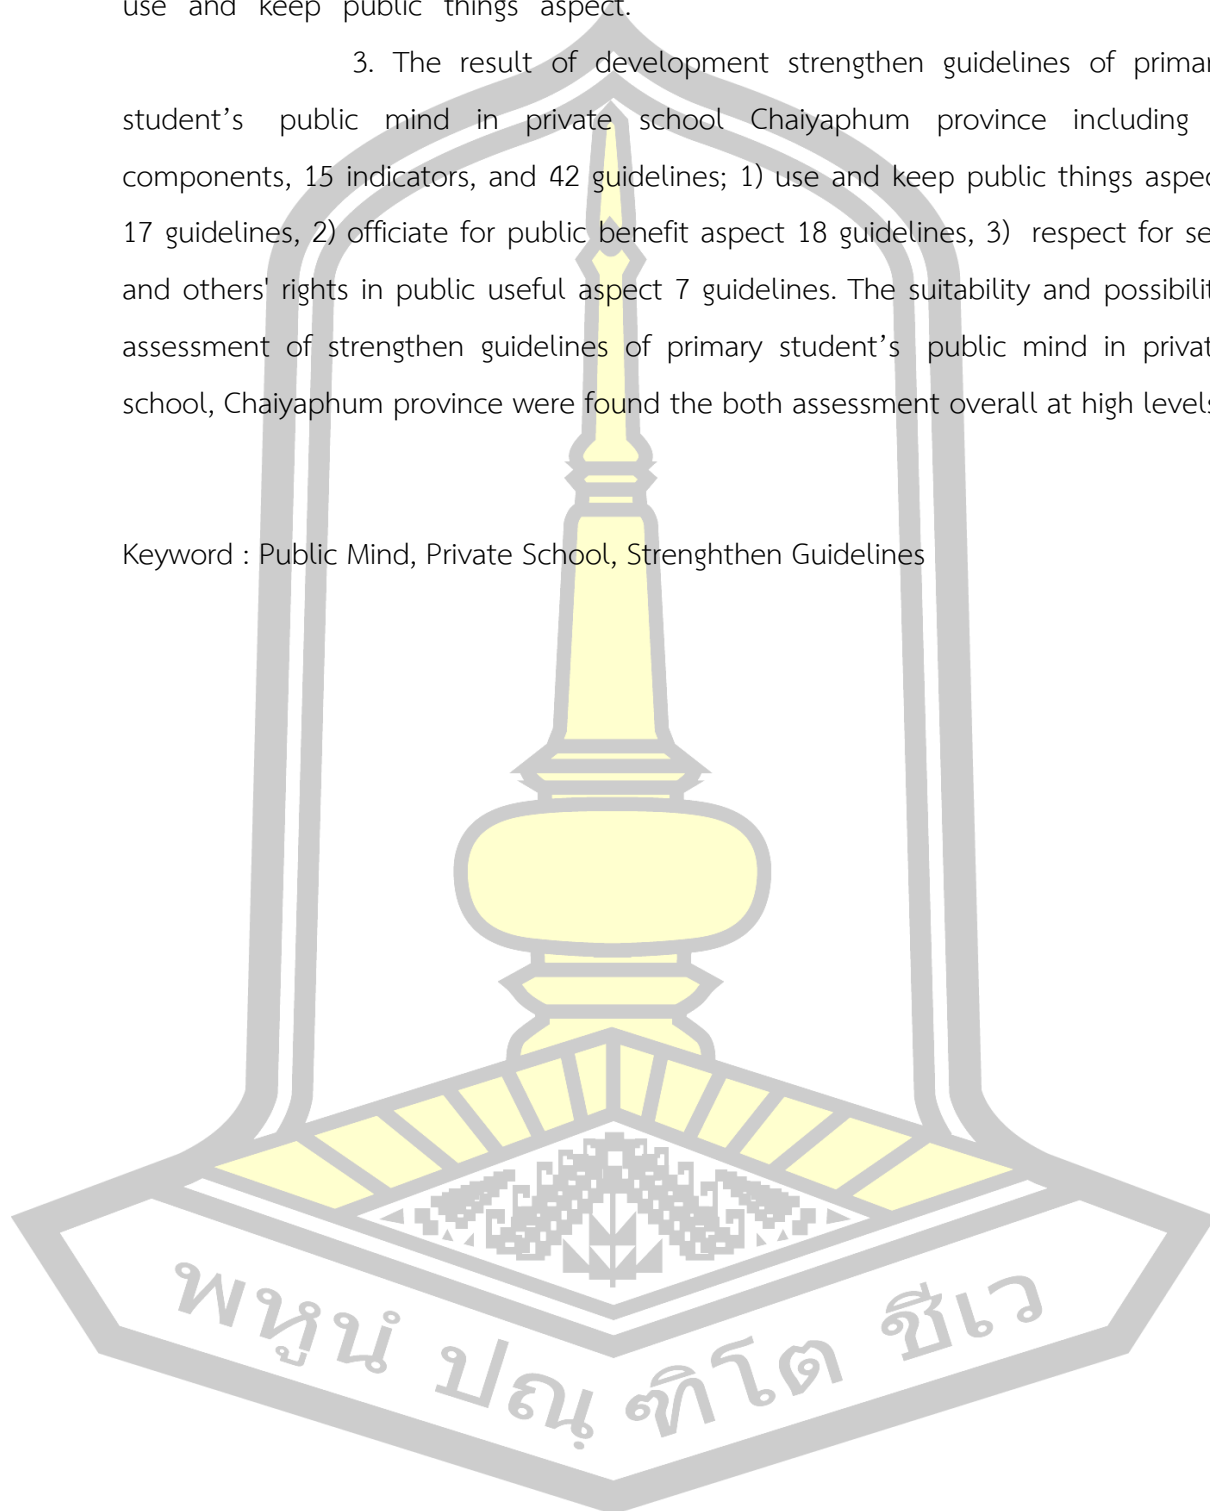 use and keep public things aspect.
3. The result of development strengthen guidelines of primar
student’s public mind in private school Chaiyaphum province including
components, 15 indicators, and 42 guidelines; 1) use and keep public things aspec
17 guidelines, 2) officiate for public benefit aspect 18 guidelines, 3) respect for se
and others' rights in public useful aspect 7 guidelines. The suitability and possibilit
assessment of strengthen guidelines of primary student’s public mind in privat
school, Chaiyaphum province were found the both assessment overall at high levels
Keyword : Public Mind, Private School, Strenghthen Guidelines
พหูนํ ปณฺฑิโต ชีเว